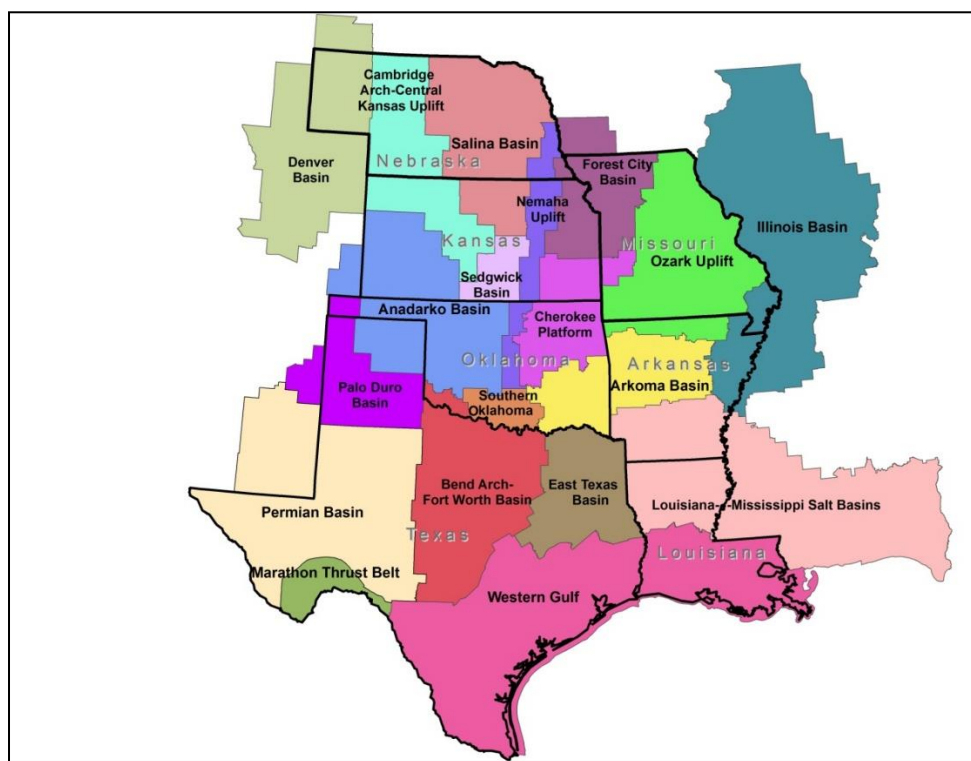 Cambridge
Arch-Central
Kansas Uplift
Salina Basin
Nebraska
Denver
Basin
Forest City
Basin
Nemaha
Uplift
Illinois Basin
Kansas
Missouri
Ozark Uplift
Sedgwick
Basin
Anadarko Basin
Cherokee
Platform
Oklahoma
Arkansas
Arkoma Basin
Palo Duro
Basin
Southern
Oklahoma
Bend Arch-
Fort Worth Basin
East Texas
Basin
Louisiana-Mississippi Salt Basins
Permian Basin
Texas
Louisiana
Marathon Thrust Belt
Western Gulf